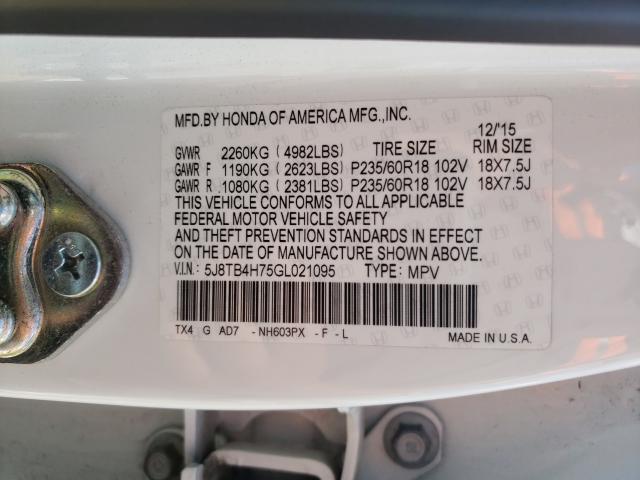 MFD.BY HONDA OF AMERICA MFG.,INC.
12/'15
GVWR 2260KG (4982LBS) TIRE SIZE RIM SIZE
GAWR F 1190KG (2623LBS) P235/60R18 102V 18X7.5J
GAWR R 1080KG (2381LBS) P235/60R18 102V 18X7.5J
THIS VEHICLE CONFORMS TO ALL APPLICABLE
FEDERAL MOTOR VEHICLE SAFETY
AND THEFT PREVENTION STANDARDS IN EFFECT
ON THE DATE OF MANUFACTURE SHOWN ABOVE.
V.I.N: 5J8TB4H75GL021095 TYPE: MPV
TX4 G AD7 - NH603PX - F - L
MADE IN U.S.A.